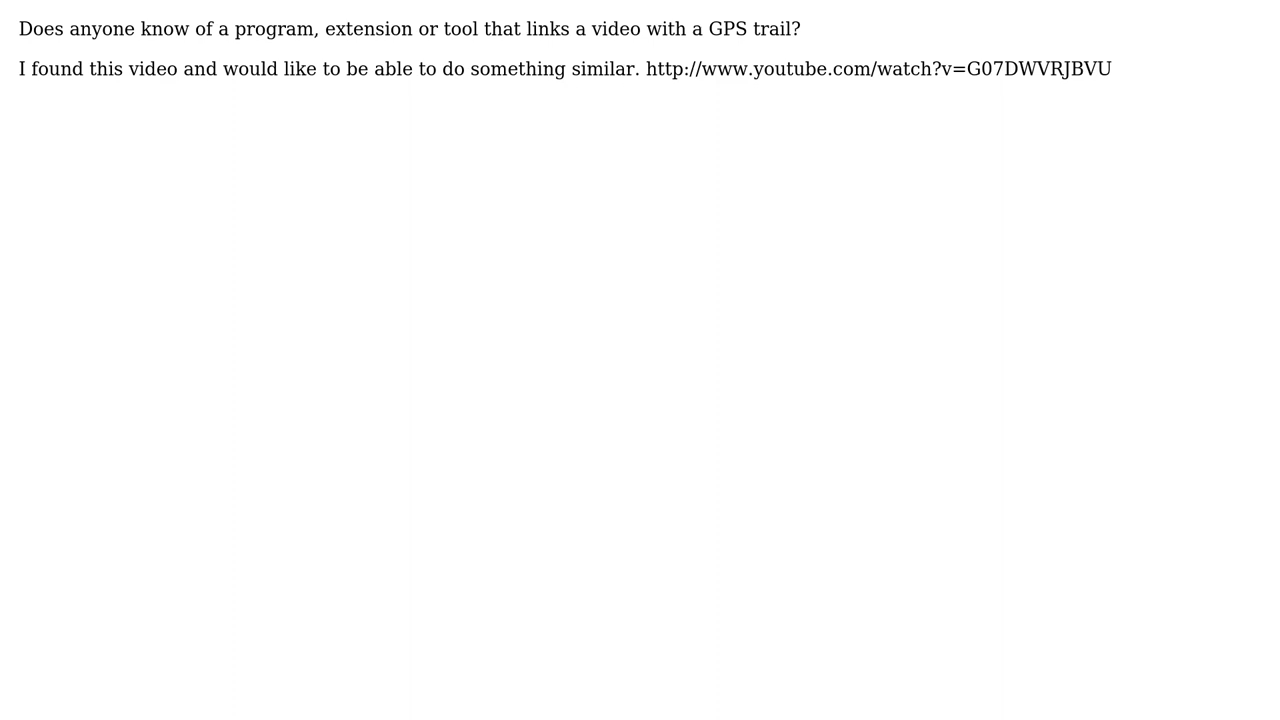 Does anyone know of a program, extension or tool that links a video with a GPS trail?
I found this video and would like to be able to do something similar. http://www.youtube.com/watch?v=G07DWVRJBVU